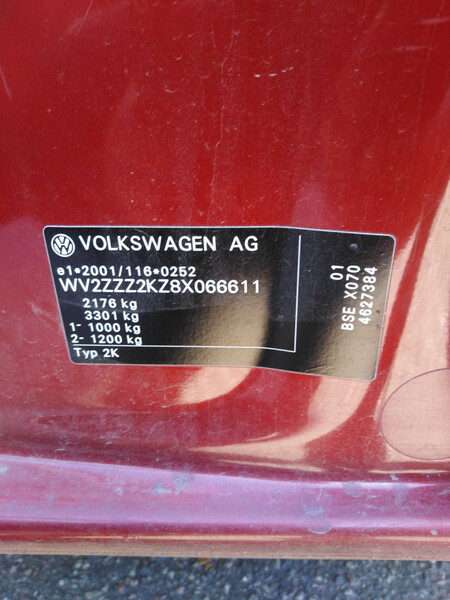 VOLKSWAGEN AG
e1*2001/116*0252
WV2ZZZ2KZ8X066611
2176 kg
3301 kg
1- 1000 kg
2- 1200 kg
Typ 2K
01
BSE X070
4627384